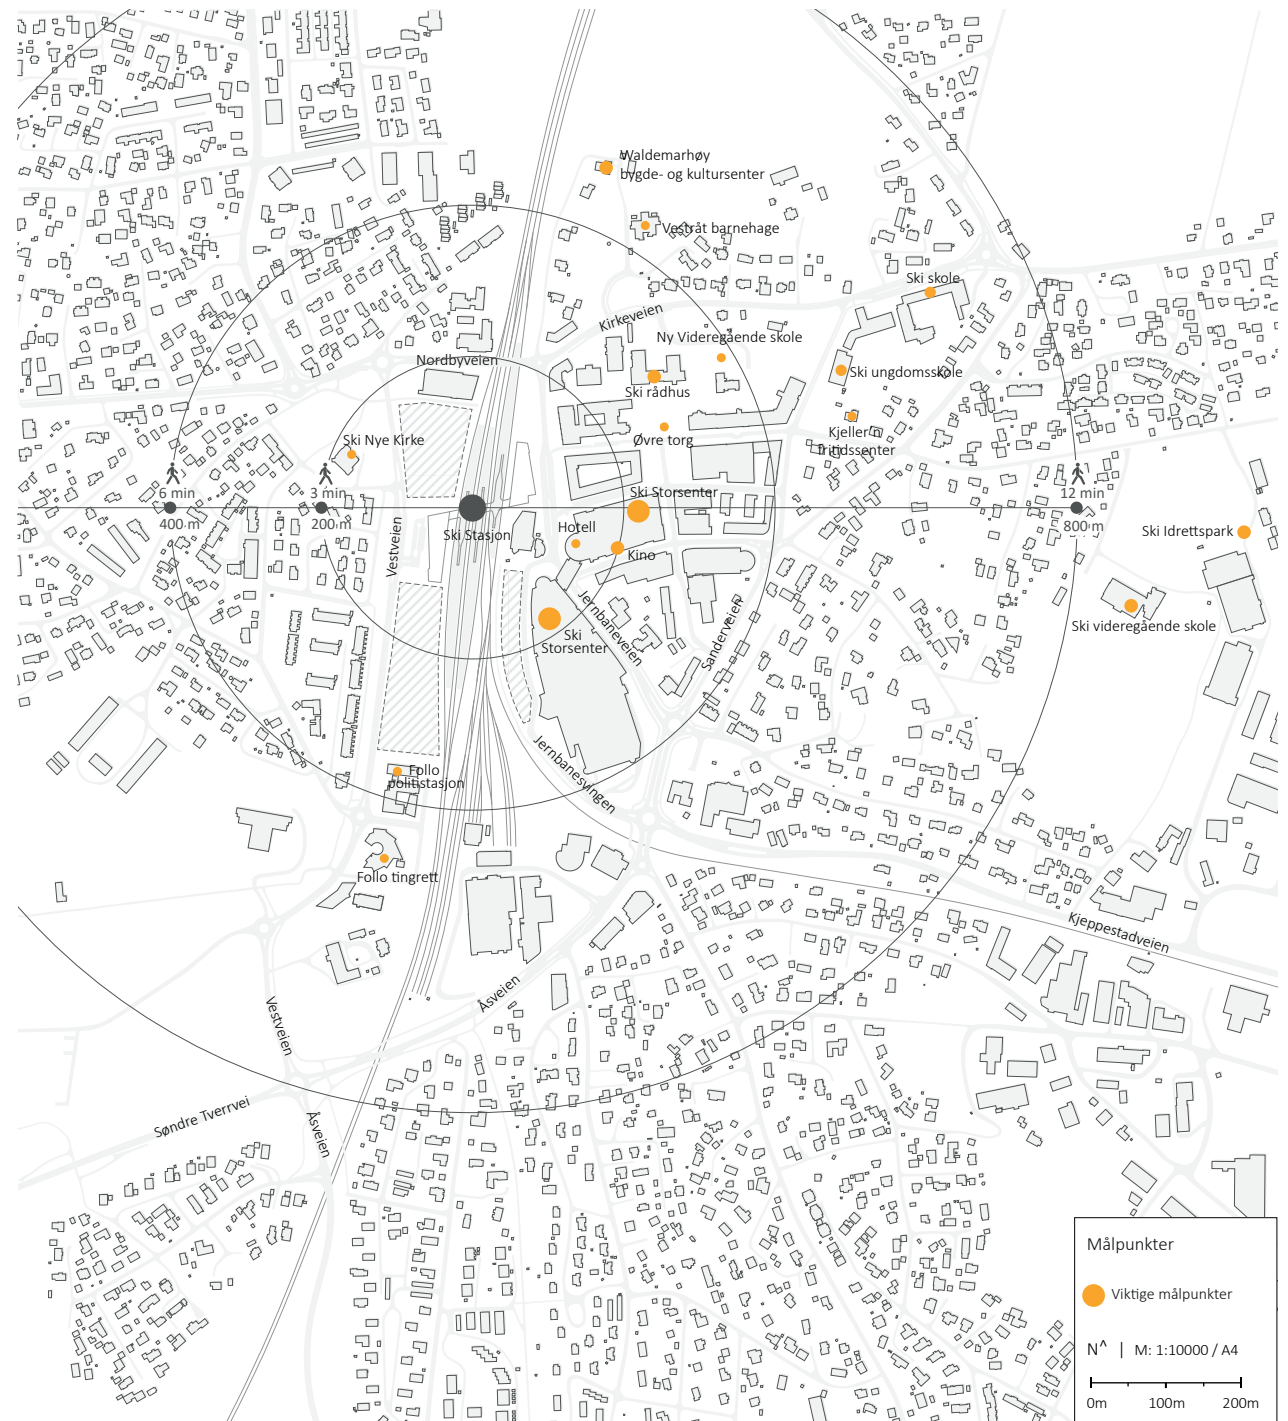 Waldemarhøy
bygde- og kultursenter
Vestråt barnehage
Ski skole
Kirkeveien
Ny Videregående skole
Nordbyveien
Ski ungdomsskole
Ski rådhus
Ski Nye Kirke
Øvre torg
Kjeller'n
fritidssenter
6 min
3 min
Ski Storsenter
12 min
400 m
200 m
800 m
Hotell
Ski Stasjon
Ski Idrettspark
Vestveien
Kino
Jernbaneveien
Sanderveien
Ski videregående skole
Ski
Storsenter
Jernbanesvingen
Follo
politistasjon
Follo tingrett
Kjeppestadveien
Åsveien
Vestveien
Søndre Tverrvei
Åsveien
Målpunkter
Viktige målpunkter
N^ | M: 1:10000 / A4
0m 100m 200m